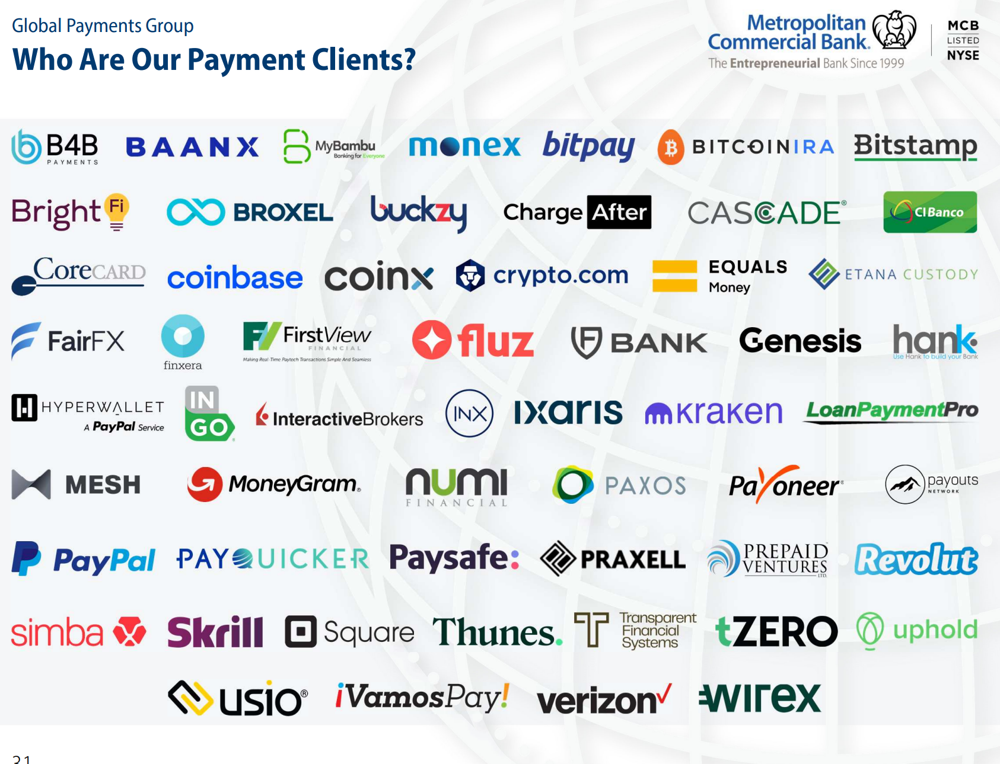 Global Payments Group
Who Are Our Payment Clients?
Metropolitan
Commercial Bank.
The Entrepreneurial Bank Since 1999
MCB
LISTED
NYSE
B4B
PAYMENTS
BAANX
MyBambu
Banking for Everyone
monex
bitpay
BITCOINIRA
Bitstamp
Bright Fi
BROXEL
buckzy
Charge After
CASCADE®
CIBanco
CORECARD
coinbase
coinx
crypto.com
EQUALS
Money
ETANA CUSTODY
FairFX
finxera
FirstView
FINANCIAL
Making Real-Time Paytech Transactions Simple And Seamless
fluz
F BANK
Genesis
hank
Use Hank to build your Bank
HYPERWALLET
A PayPal Service
IN
GO
InteractiveBrokers
INX
ıxarıs
kraken
LoanPaymentPro
MESH
MoneyGram®
numi
FINANCIAL
PAXOS
Payoneer
payouts
NETWORK
PayPal
PAYQUICKER
Paysafe:
PRAXELL
PREPAID
VENTURES
LTD.
Revolut
simba
Skrill
Square
Thunes.
Transparent
Financial
Systems
tZERO
uphold
usio®
¡VamosPay!
verizon✓
wirex
31